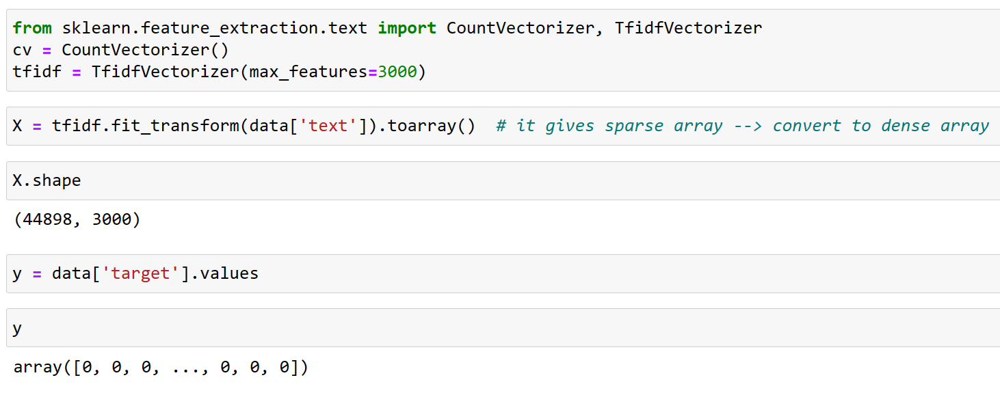 from sklearn.feature_extraction.text import CountVectorizer, TfidfVectorizer
cv = CountVectorizer()
tfidf = TfidfVectorizer(max_features=3000)
X = tfidf.fit_transform(data['text']).toarray()  # it gives sparse array --> convert to dense array
X.shape
(44898, 3000)
y = data['target'].values
y
array([0, 0, 0, ..., 0, 0, 0])